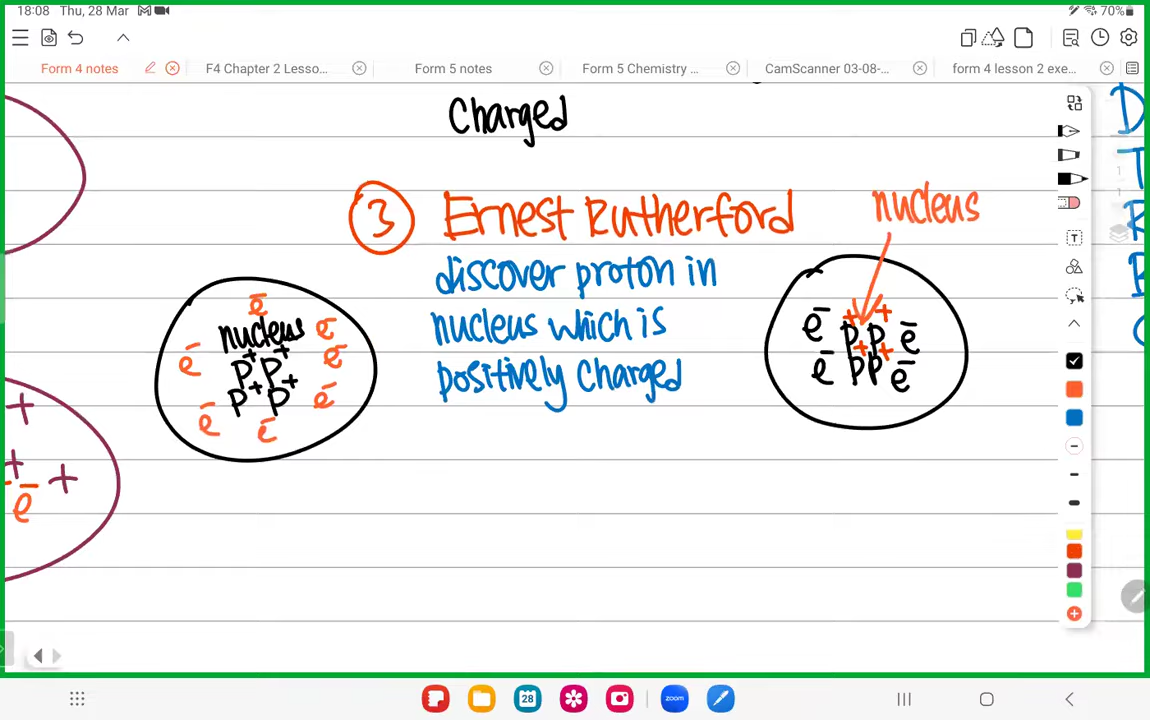 18:08 Thu, 28 Mar 70%
Form 4 notes F4 Chapter 2 Lesso... Form 5 notes Form 5 Chemistry ... CamScanner 03-08-... form 4 lesson 2 exe...
Charged
3 Ernest Rutherford
nucleus
discover proton in
nucleus which is
positively charged
e-
nucleus e-
e- P+ P+ e-
P+ P+ e-
e- e-
+ +
e- P P e-
+ +
e- P P e-
+
+
+
e-
D
T
R
T
28
zoom